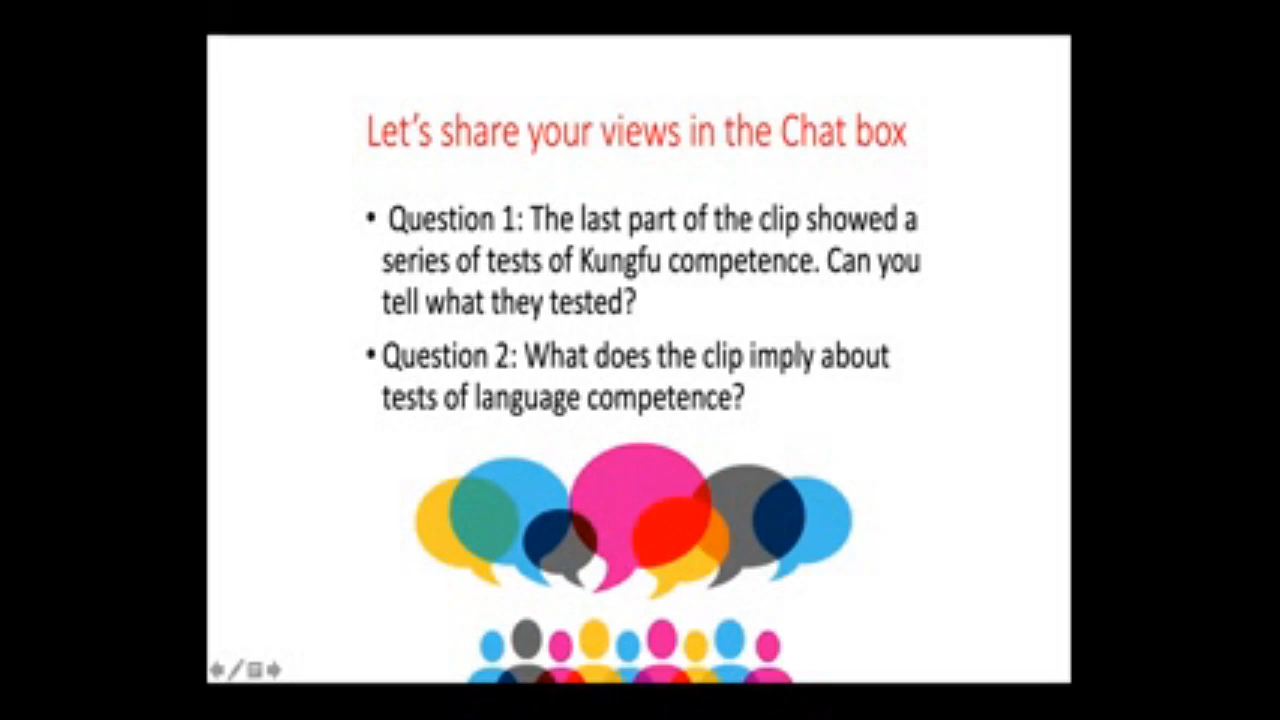 Let's share your views in the Chat box
• Question 1: The last part of the clip showed a
series of tests of Kungfu competence. Can you
tell what they tested?
• Question 2: What does the clip imply about
tests of language competence?